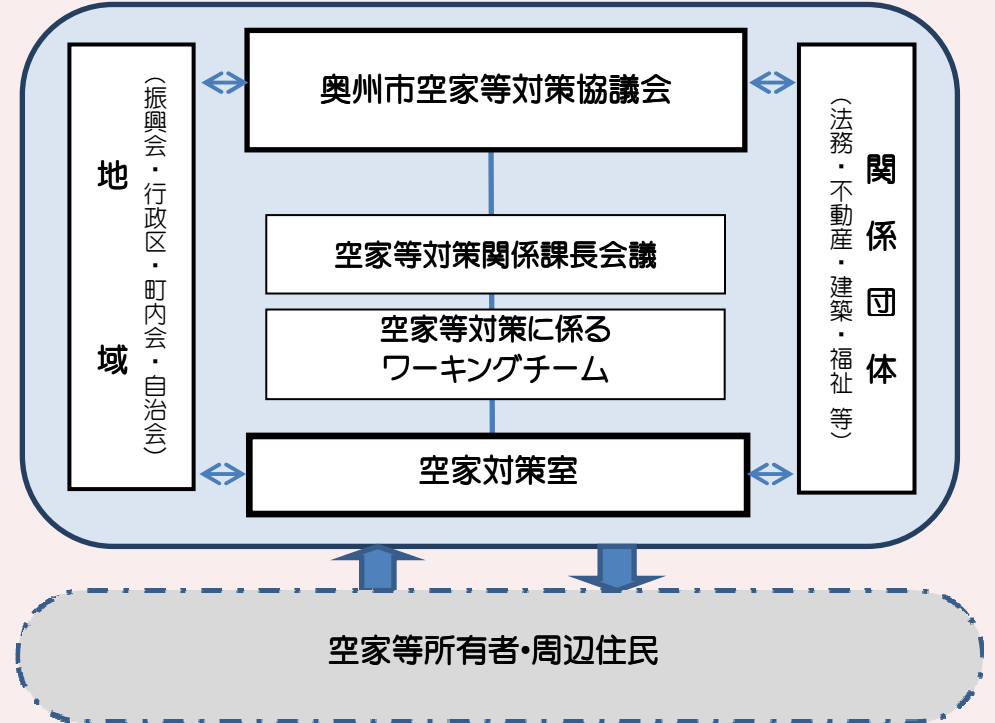 奥州市空家等対策協議会
地域
（振興会・行政区・町内会・自治会）
関係団体
（法務・不動産・建築・福祉 等）
空家等対策関係課長会議
空家等対策に係る
ワーキングチーム
空家対策室
空家等所有者・周辺住民